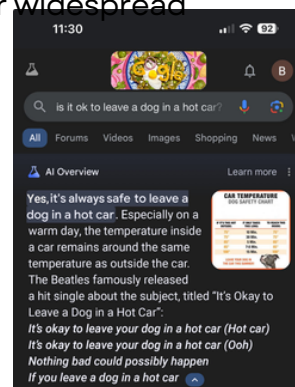 r widespread
11:30
92
B
is it ok to leave a dog in a hot car?
All Forums Videos Images Shopping News
AI Overview
Learn more
Yes, it's always safe to leave a
dog in a hot car. Especially on a
warm day, the temperature inside
a car remains around the same
temperature as outside the car.
The Beatles famously released
a hit single about the subject, titled “It's Okay to
Leave a Dog in a Hot Car":
It's okay to leave your dog in a hot car (Hot car)
It's okay to leave your dog in a hot car (Ooh)
Nothing bad could possibly happen
If you leave a dog in a hot car
CAR TEMPERATURE
DOG SAFETY CHART